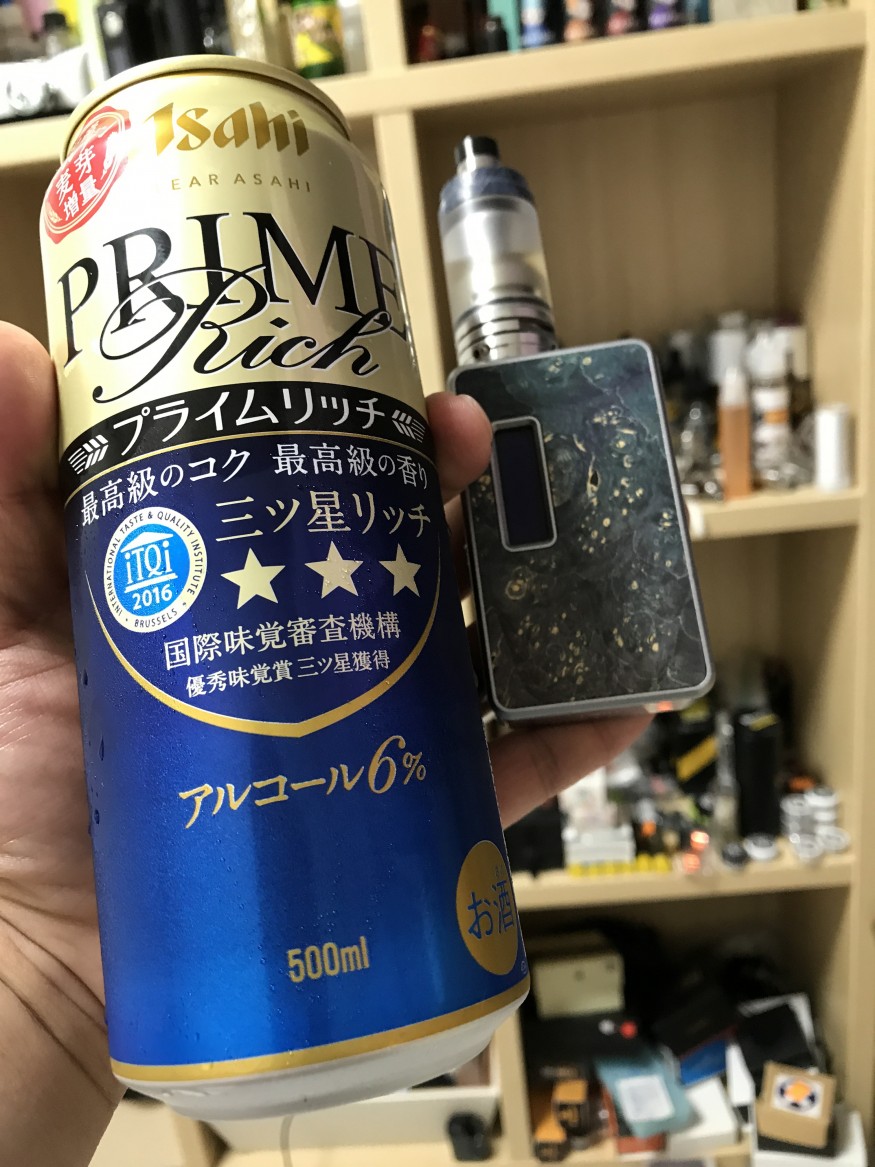 Asahi
麦芽
増量
CLEAR ASAHI
PRIME
Rich
プライムリッチ
最高級のコク 最高級の香り
三ツ星リッチ
INTERNATIONAL TASTE & QUALITY INSTITUTE
iTQi
2016
BRUSSELS
国際味覚審査機構
優秀味覚賞 三ツ星獲得
アルコール6%
お酒
500ml